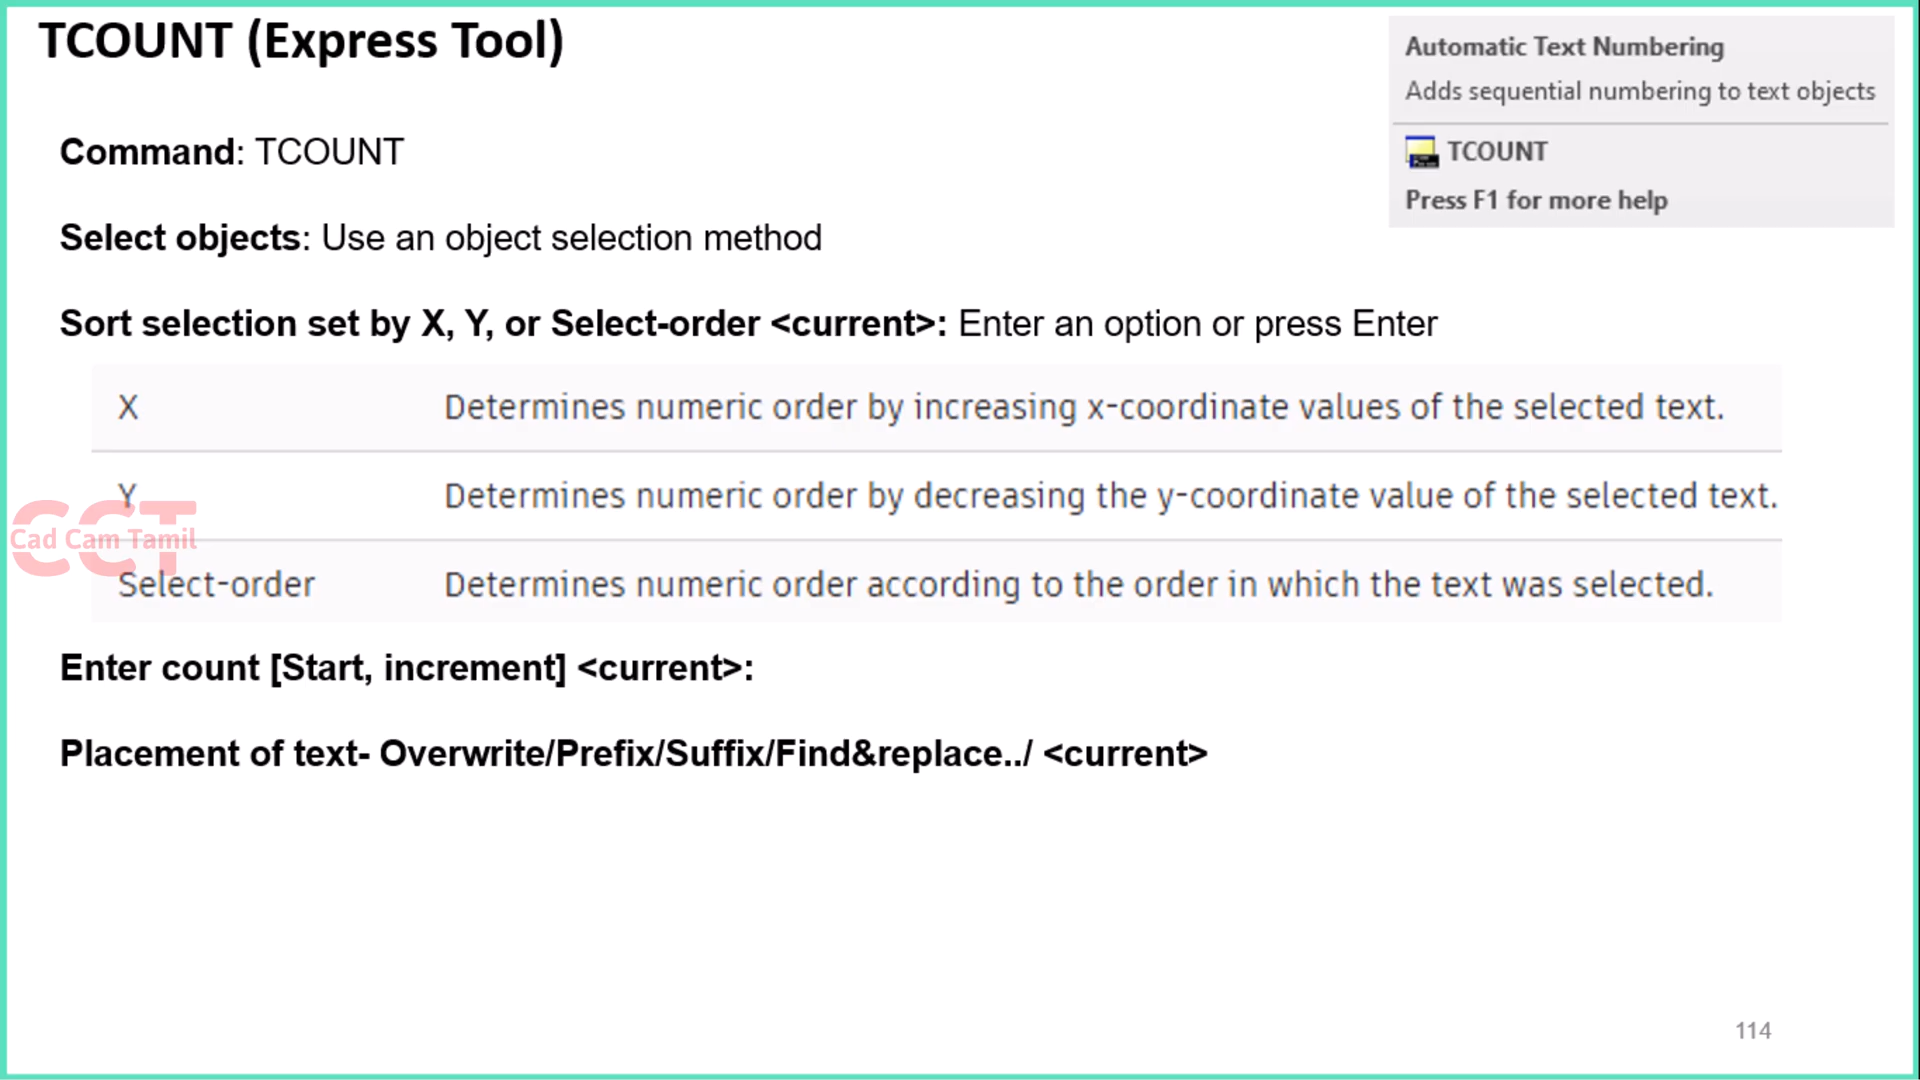 TCOUNT (Express Tool)
Automatic Text Numbering
Adds sequential numbering to text objects
TCOUNT
Press F1 for more help
Command: TCOUNT
Select objects: Use an object selection method
Sort selection set by X, Y, or Select-order <current>: Enter an option or press Enter
X Determines numeric order by increasing x-coordinate values of the selected text.
Y Determines numeric order by decreasing the y-coordinate value of the selected text.
CCT
Cad Cam Tamil
Select-order Determines numeric order according to the order in which the text was selected.
Enter count [Start, increment] <current>:
Placement of text- Overwrite/Prefix/Suffix/Find&replace../ <current>
114